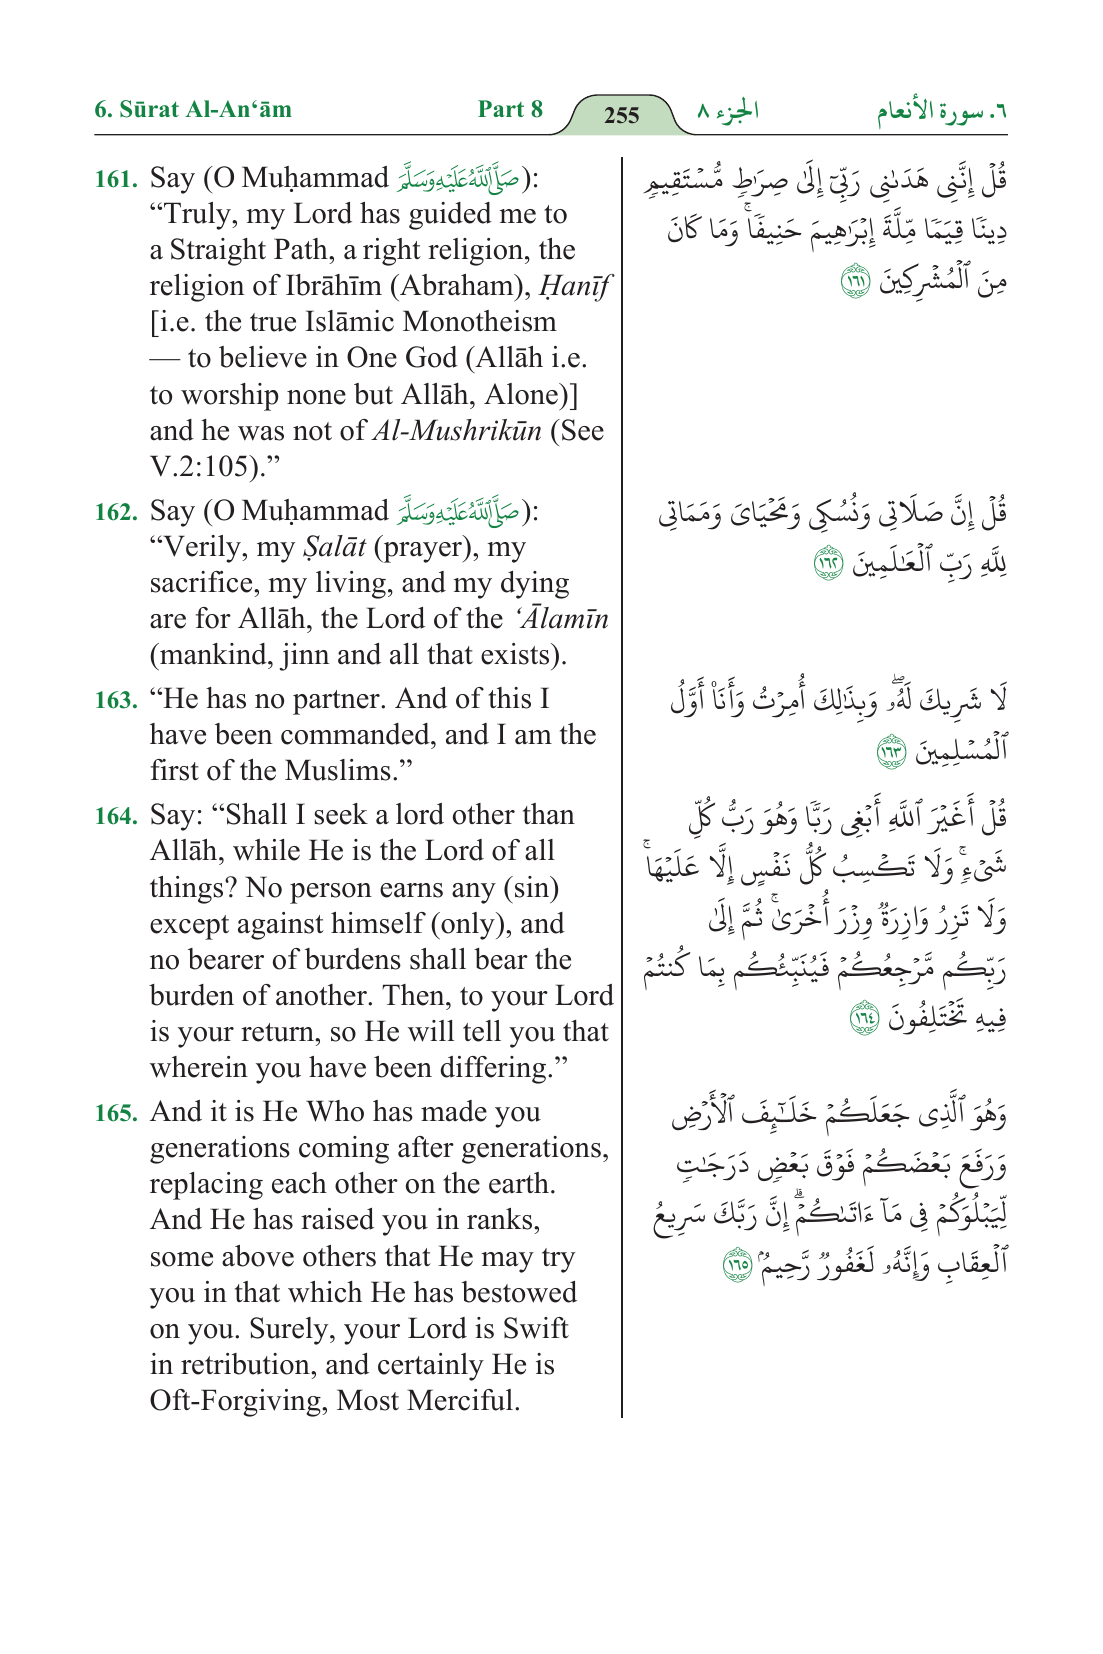 6. Sūrat Al-An‘ām
Part 8
255
الجزء ٨
٦. سورة الأنعام
161. Say (O Muḥammad صَلَّى ٱللَّهُ عَلَيْهِ وَسَلَّمَ):
“Truly, my Lord has guided me to
a Straight Path, a right religion, the
religion of Ibrāhīm (Abraham), Ḥanīf
[i.e. the true Islāmic Monotheism
— to believe in One God (Allāh i.e.
to worship none but Allāh, Alone)]
and he was not of Al-Mushrikūn (See
V.2:105).”
162. Say (O Muḥammad صَلَّى ٱللَّهُ عَلَيْهِ وَسَلَّمَ):
“Verily, my Ṣalāt (prayer), my
sacrifice, my living, and my dying
are for Allāh, the Lord of the ‘Ālamīn
(mankind, jinn and all that exists).
163. “He has no partner. And of this I
have been commanded, and I am the
first of the Muslims.”
164. Say: “Shall I seek a lord other than
Allāh, while He is the Lord of all
things? No person earns any (sin)
except against himself (only), and
no bearer of burdens shall bear the
burden of another. Then, to your Lord
is your return, so He will tell you that
wherein you have been differing.”
165. And it is He Who has made you
generations coming after generations,
replacing each other on the earth.
And He has raised you in ranks,
some above others that He may try
you in that which He has bestowed
on you. Surely, your Lord is Swift
in retribution, and certainly He is
Oft-Forgiving, Most Merciful.
قُلْ إِنَّنِى هَدَىٰنِى رَبِّىٓ إِلَىٰ صِرَٰطٍ مُّسْتَقِيمٍ
دِينًا قِيَمًا مِّلَّةَ إِبْرَٰهِيمَ حَنِيفًا ۚ وَمَا كَانَ
مِنَ ٱلْمُشْرِكِينَ ١٦١
قُلْ إِنَّ صَلَاتِى وَنُسُكِى وَمَحْيَاىَ وَمَمَاتِى
لِلَّهِ رَبِّ ٱلْعَٰلَمِينَ ١٦٢
لَا شَرِيكَ لَهُۥ ۖ وَبِذَٰلِكَ أُمِرْتُ وَأَنَا۠ أَوَّلُ
ٱلْمُسْلِمِينَ ١٦٣
قُلْ أَغَيْرَ ٱللَّهِ أَبْغِى رَبًّا وَهُوَ رَبُّ كُلِّ
شَىْءٍ ۚ وَلَا تَكْسِبُ كُلُّ نَفْسٍ إِلَّا عَلَيْهَا ۚ
وَلَا تَزِرُ وَازِرَةٌ وِزْرَ أُخْرَىٰ ۚ ثُمَّ إِلَىٰ
رَبِّكُم مَّرْجِعُكُمْ فَيُنَبِّئُكُم بِمَا كُنتُمْ
فِيهِ تَخْتَلِفُونَ ١٦٤
وَهُوَ ٱلَّذِى جَعَلَكُمْ خَلَٰٓئِفَ ٱلْأَرْضِ
وَرَفَعَ بَعْضَكُمْ فَوْقَ بَعْضٍ دَرَجَٰتٍ
لِّيَبْلُوَكُمْ فِى مَآ ءَاتَىٰكُمْ ۗ إِنَّ رَبَّكَ سَرِيعُ
ٱلْعِقَابِ وَإِنَّهُۥ لَغَفُورٌ رَّحِيمٌۢ ١٦٥